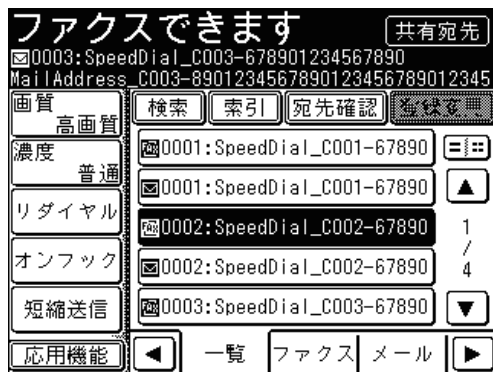 ファクスできます 共有宛先
0003:SpeedDial_C003-678901234567890
MailAddress_C003-890123456789012345678901 2345
画質
高画質
検索 索引 宛先確認
濃度
普通
リダイヤル
オンフック
短縮送信
応用機能
0001:SpeedDial_C001-67890
0001:SpeedDial_C001-67890
0002:SpeedDial_C002-67890
0002:SpeedDial_C002-67890
0003:SpeedDial_C003-67890
1
/
4
一覧 ファクス メール